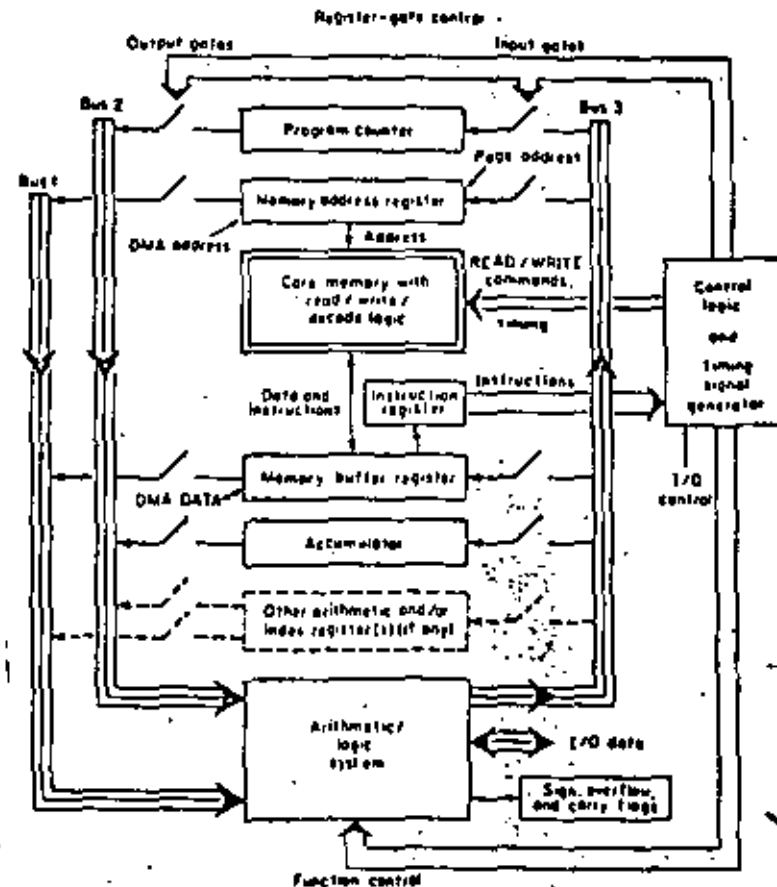 Register-gate control
Output gates
Input gates
Bus 2
Bus 3
Program counter
Page address
Bus 1
Memory address register
DMA address
Address
READ/WRITE
commands,
timing
Core memory with
read/write/
decode logic
Control
logic
and
Timing
signal
generator
Data and
instructions
Instruction
register
Instructions
Memory buffer register
DMA DATA
I/O
control
Accumulator
Other arithmetic and/or
index register(s)(if any)
Arithmetic/
logic
system
I/O data
Sign, overflow,
and carry flags
Function control